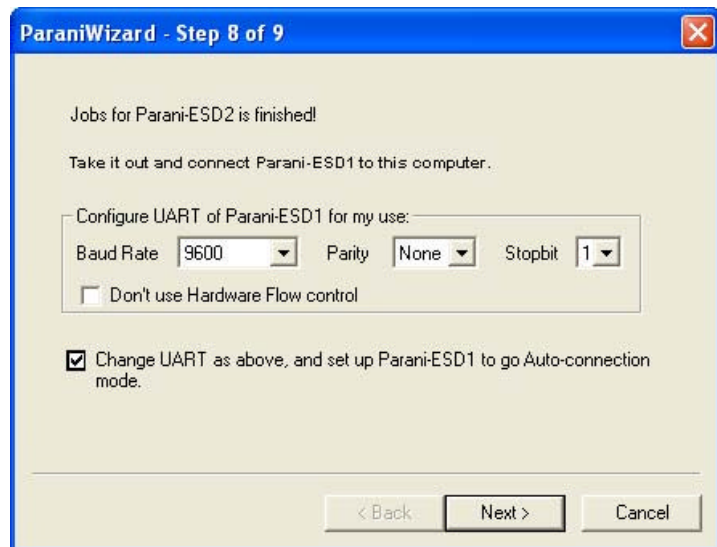 ParaniWizard - Step 8 of 9
Jobs for Parani-ESD2 is finished!
Take it out and connect Parani-ESD1 to this computer.
Configure UART of Parani-ESD1 for my use:
Baud Rate 9600 Parity None Stopbit 1
Don't use Hardware Flow control
Change UART as above, and set up Parani-ESD1 to go Auto-connection
mode.
< Back Next > Cancel